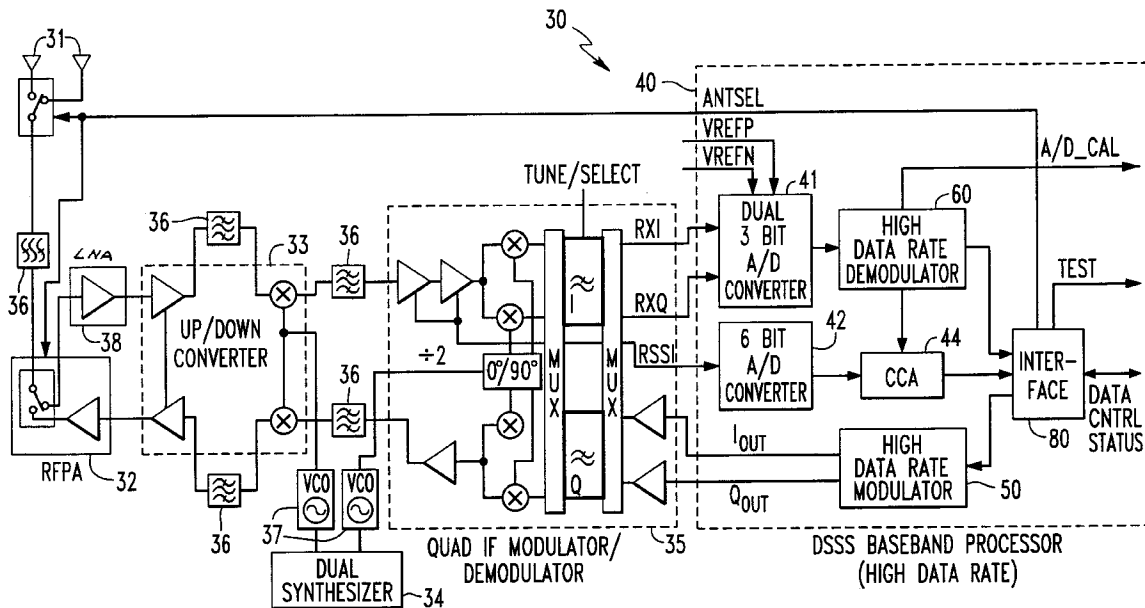 30
31
40
ANTSEL
VREFP
VREFN
A/D_CAL
TUNE/SELECT
41
DUAL
3 BIT
A/D
CONVERTER
60
HIGH
DATA RATE
DEMODULATOR
36
33
36
RXI
RXQ
TEST
36
LNA
38
UP/DOWN
CONVERTER
I
÷2
0°/90°
MUX
MUX
RSSI
6 BIT
A/D
CONVERTER
42
44
CCA
INTER-
FACE
80
DATA
CNTRL
STATUS
36
RFPA
32
36
VCO
VCO
37
Q
IOUT
QOUT
HIGH
DATA RATE
MODULATOR
50
DUAL
SYNTHESIZER
34
QUAD IF MODULATOR/
DEMODULATOR
35
DSSS BASEBAND PROCESSOR
(HIGH DATA RATE)